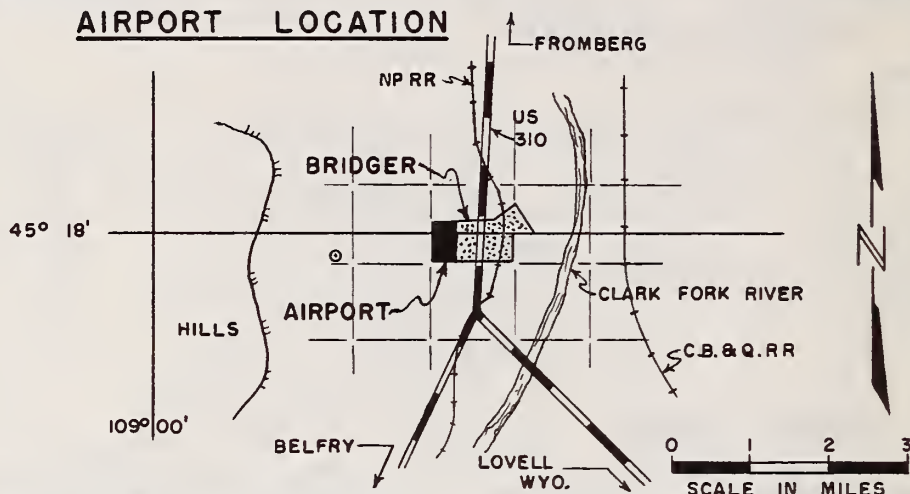 AIRPORT LOCATION
FROMBERG
NP RR
US
310
BRIDGER
45° 18'
N
AIRPORT
CLARK FORK RIVER
HILLS
C.B.& Q. RR
109° 00'
BELFRY
LOVELL
WYO.
0 1 2 3
SCALE IN MILES